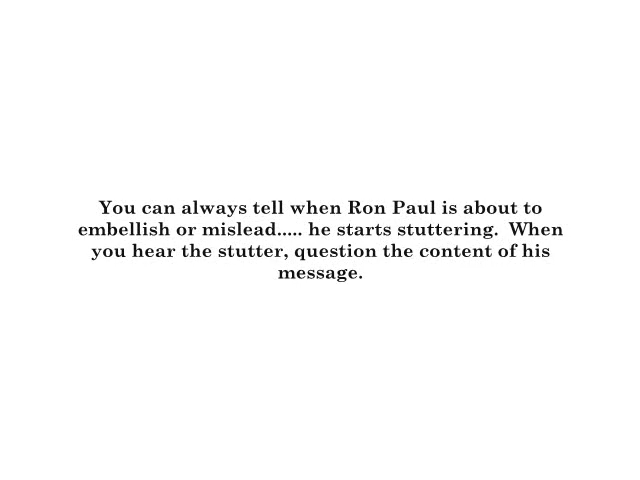 You can always tell when Ron Paul is about to
embellish or mislead..... he starts stuttering.  When
you hear the stutter, question the content of his
message.